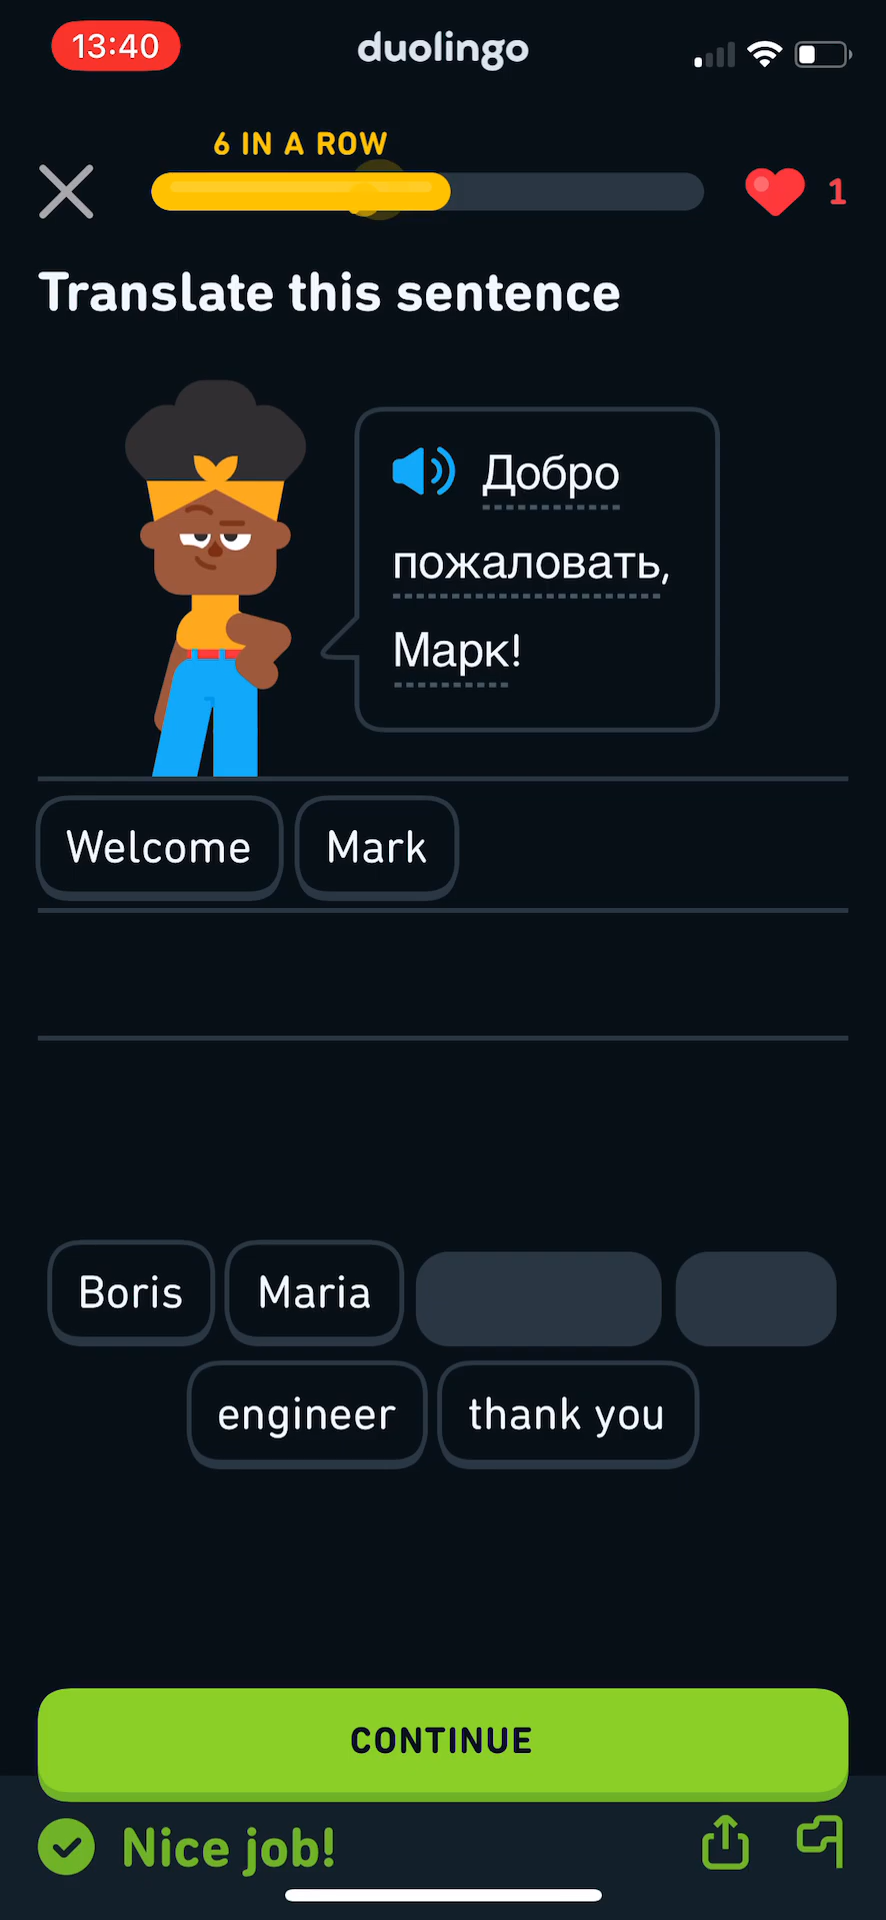 13:40
duolingo
6 IN A ROW
1
Translate this sentence
Добро
пожаловать,
Марк!
Welcome Mark
Boris Maria
engineer thank you
CONTINUE
Nice job!